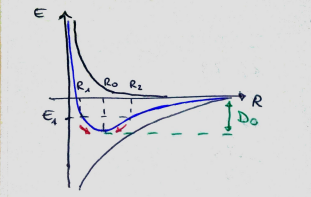 E
R₁ R₀ R₂
R
E₁
D₀